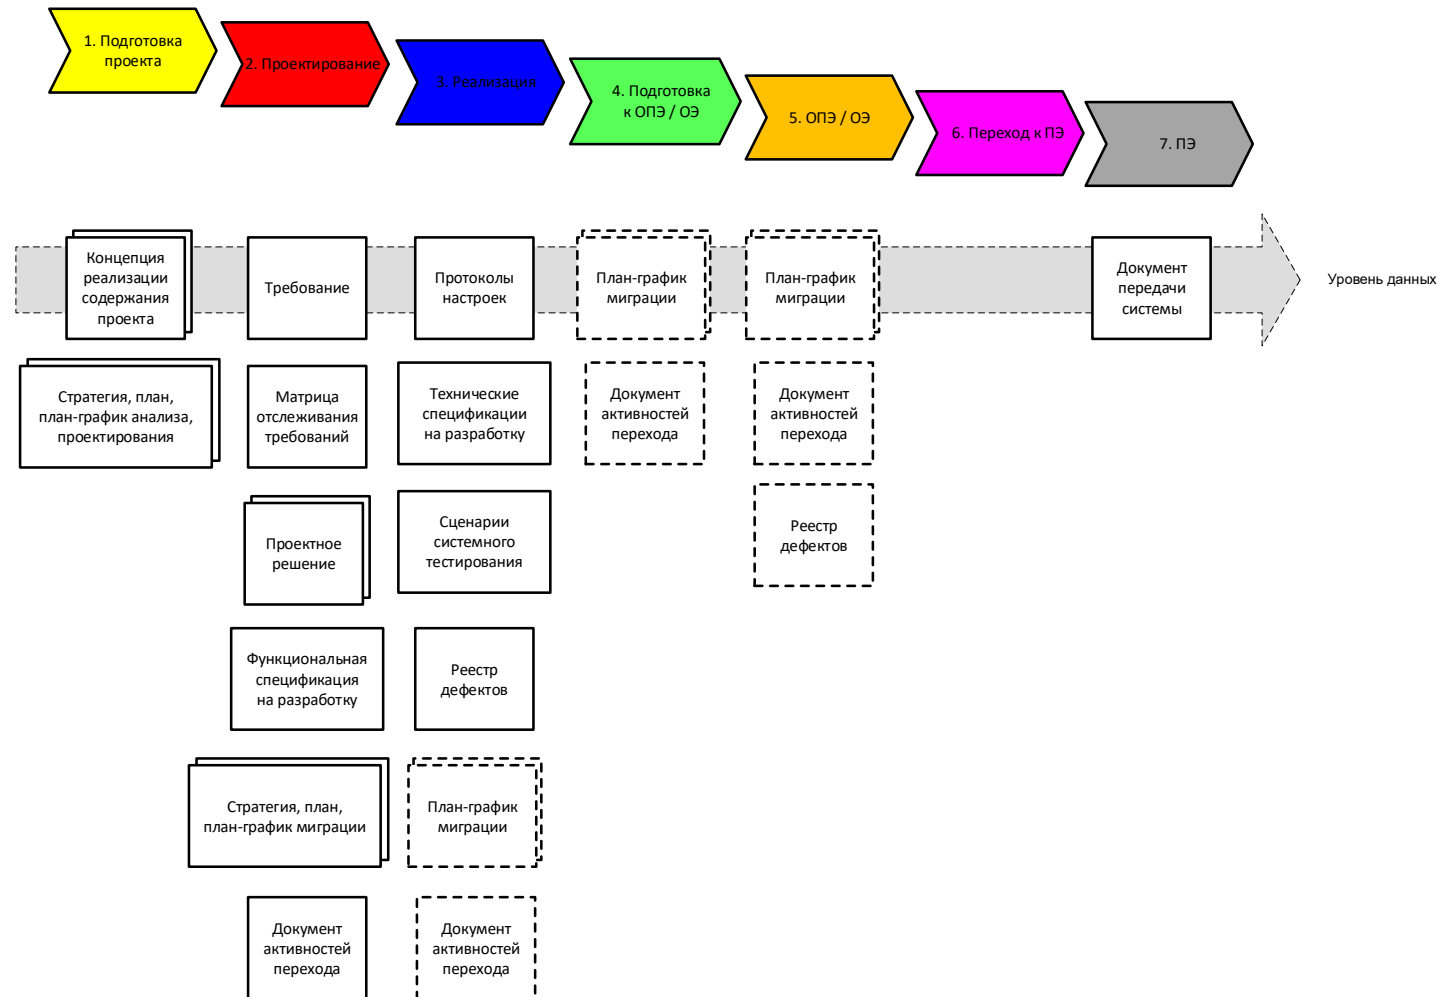 1. Подготовка
проекта
2. Проектирование
3. Реализация
4. Подготовка
к ОПЭ / ОЭ
5. ОПЭ / ОЭ
6. Переход к ПЭ
7. ПЭ
Концепция
реализации
содержания
проекта
Требование
Протоколы
настроек
План-график
миграции
План-график
миграции
Документ
передачи
системы
Уровень данных
Стратегия, план,
план-график анализа,
проектирования
Матрица
отслеживания
требований
Технические
спецификации
на разработку
Документ
активностей
перехода
Документ
активностей
перехода
Проектное
решение
Сценарии
системного
тестирования
Реестр
дефектов
Функциональная
спецификация
на разработку
Реестр
дефектов
Стратегия, план,
план-график миграции
План-график
миграции
Документ
активностей
перехода
Документ
активностей
перехода